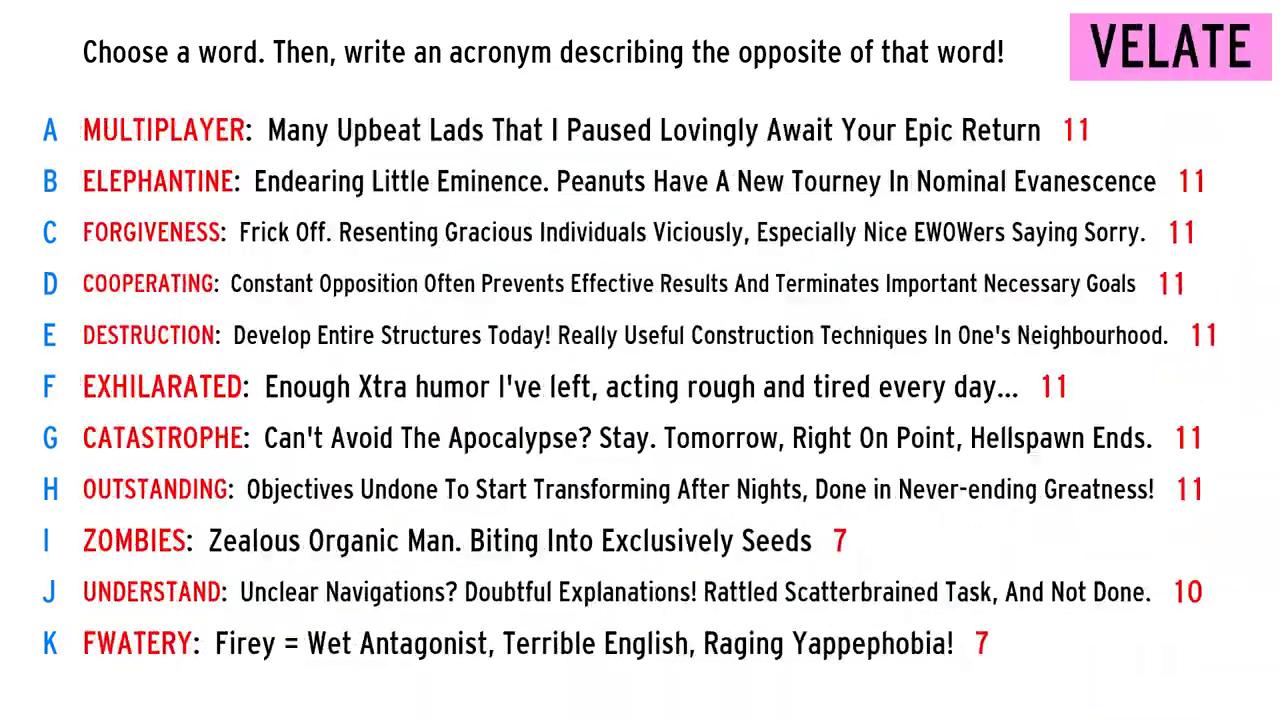 Choose a word. Then, write an acronym describing the opposite of that word!
VELATE
A MULTIPLAYER: Many Upbeat Lads That I Paused Lovingly Await Your Epic Return 11
B ELEPHANTINE: Endearing Little Eminence. Peanuts Have A New Tourney In Nominal Evanescence 11
C FORGIVENESS: Frick Off. Resenting Gracious Individuals Viciously, Especially Nice EWOWers Saying Sorry. 11
D COOPERATING: Constant Opposition Often Prevents Effective Results And Terminates Important Necessary Goals 11
E DESTRUCTION: Develop Entire Structures Today! Really Useful Construction Techniques In One's Neighbourhood. 11
F EXHILARATED: Enough Xtra humor I've left, acting rough and tired every day... 11
G CATASTROPHE: Can't Avoid The Apocalypse? Stay. Tomorrow, Right On Point, Hellspawn Ends. 11
H OUTSTANDING: Objectives Undone To Start Transforming After Nights, Done in Never-ending Greatness! 11
I ZOMBIES: Zealous Organic Man. Biting Into Exclusively Seeds 7
J UNDERSTAND: Unclear Navigations? Doubtful Explanations! Rattled Scatterbrained Task, And Not Done. 10
K FWATERY: Firey = Wet Antagonist, Terrible English, Raging Yappephobia! 7